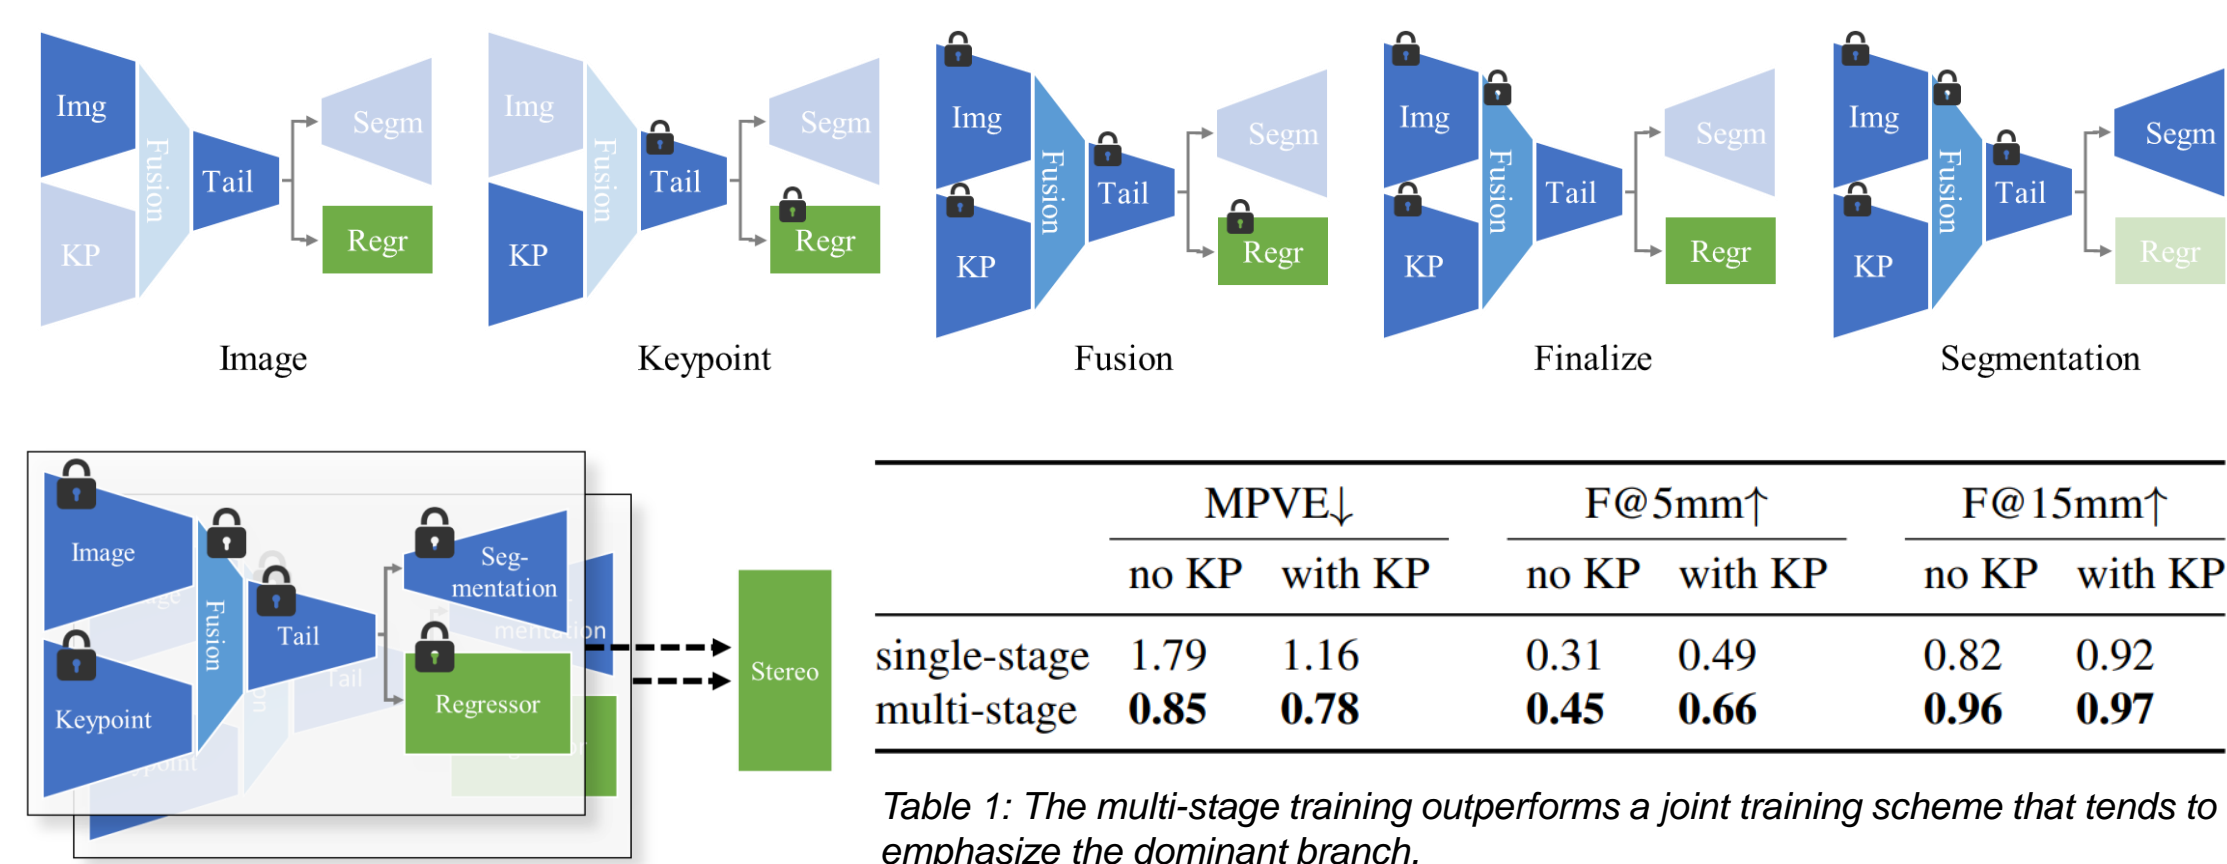 Img
Fusion
KP
Tail
Segm
Regr
Image
Img
Fusion
KP
Tail
Segm
Regr
Keypoint
Img
Fusion
KP
Tail
Segm
Regr
Fusion
Img
Fusion
KP
Tail
Segm
Regr
Finalize
Img
Fusion
KP
Tail
Segm
Regr
Segmentation
Image
Keypoint
Fusion
Tail
Seg-
mentation
Regressor
mentation
Tail
Stereo
MPVE↓ F@5mm↑ F@15mm↑
no KP with KP no KP with KP no KP with KP
single-stage 1.79 1.16 0.31 0.49 0.82 0.92
multi-stage 0.85 0.78 0.45 0.66 0.96 0.97
Table 1: The multi-stage training outperforms a joint training scheme that tends to
emphasize the dominant branch.